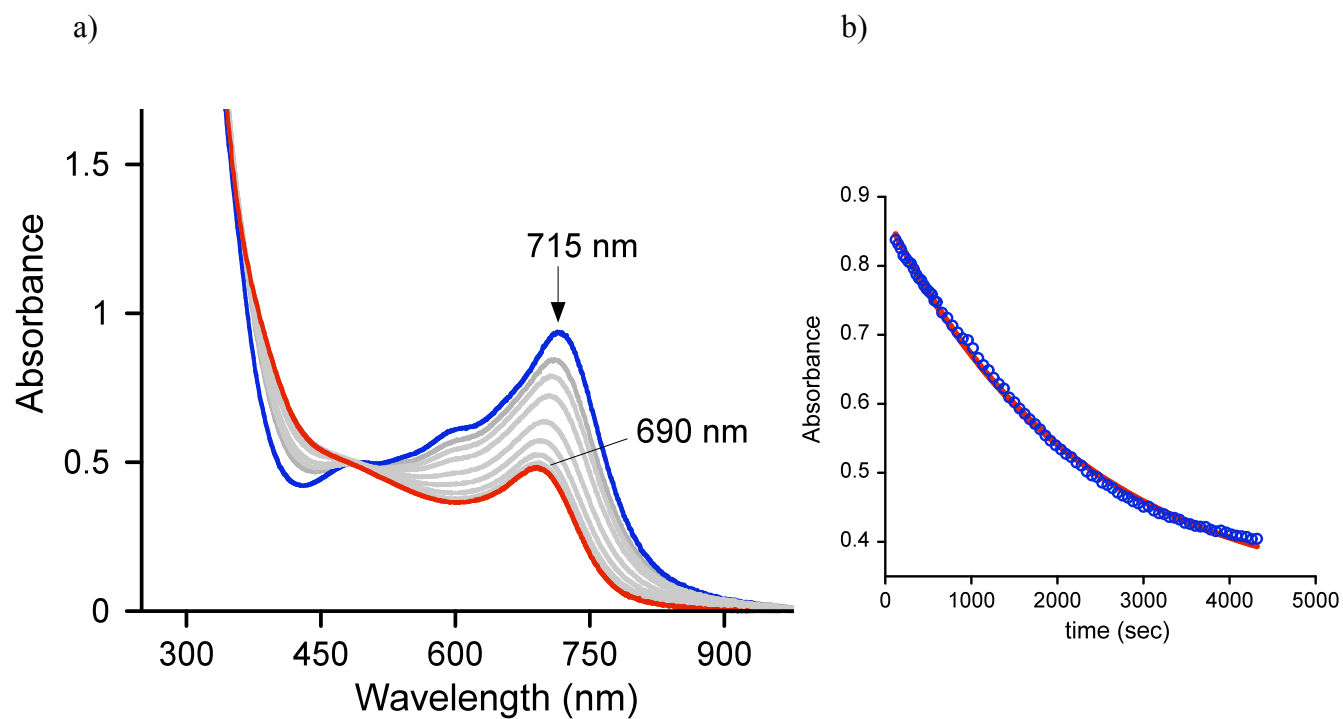 a)
b)
1.5
1
0.5
0
Absorbance
715 nm
690 nm
300 450 600 750 900
Wavelength (nm)
0.9
0.8
0.7
0.6
0.5
0.4
Absorbance
0 1000 2000 3000 4000 5000
time (sec)